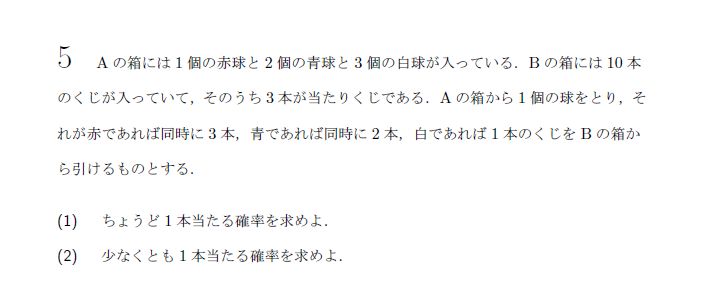 5 Aの箱には1個の赤球と2個の青球と3個の白球が入っている．Bの箱には10本
のくじが入っていて，そのうち3本が当たりくじである．Aの箱から1個の球をとり，そ
れが赤であれば同時に3本，青であれば同時に2本，白であれば1本のくじをBの箱か
ら引けるものとする．
(1) ちょうど1本当たる確率を求めよ．
(2) 少なくとも1本当たる確率を求めよ．